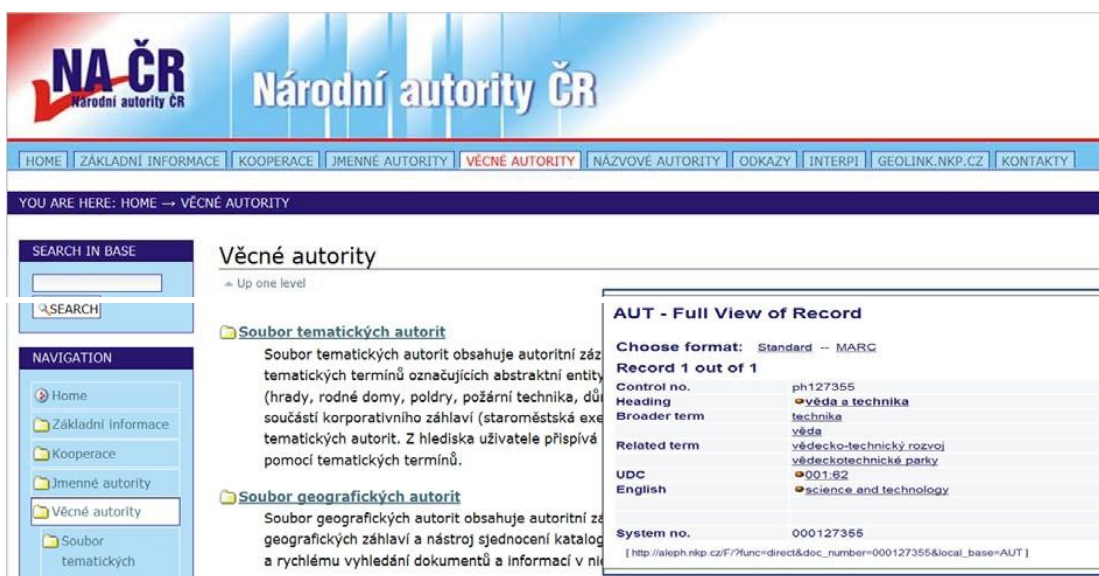 NA-ČR
Národní autority ČR
Národní autority ČR
HOME
ZÁKLADNÍ INFORMACE
KOOPERACE
JMENNÉ AUTORITY
VĚCNÉ AUTORITY
NÁZVOVÉ AUTORITY
ODKAZY
INTERPI
GEOLINK.NKP.CZ
KONTAKTY
YOU ARE HERE: HOME → VĚCNÉ AUTORITY
SEARCH IN BASE
SEARCH
NAVIGATION
Home
Základní informace
Kooperace
Jmenné autority
Věcné autority
Soubor
tematických
Věcné autority
Up one level
Soubor tematických autorit
Soubor tematických autorit obsahuje autoritní záz
tematických termínů označujících abstraktní entity
(hrady, rodné domy, poldry, požární technika, důl
součástí korporativního záhlaví (staroměstská exe
tematických autorit. Z hlediska uživatele přispívá
pomocí tematických termínů.
Soubor geografických autorit
Soubor geografických autorit obsahuje autoritní zá
geografických záhlaví a nástroj sjednocení katalog
a rychlému vyhledání dokumentů a informací v nic
AUT - Full View of Record
Choose format: Standard -- MARC
Record 1 out of 1
Control no. ph127355
Heading věda a technika
Broader term technika
věda
Related term vědecko-technický rozvoj
vědeckotechnické parky
UDC 001:62
English science and technology
System no. 000127355
[ http://aleph.nkp.cz/F/?func=direct&doc_number=000127355&local_base=AUT ]